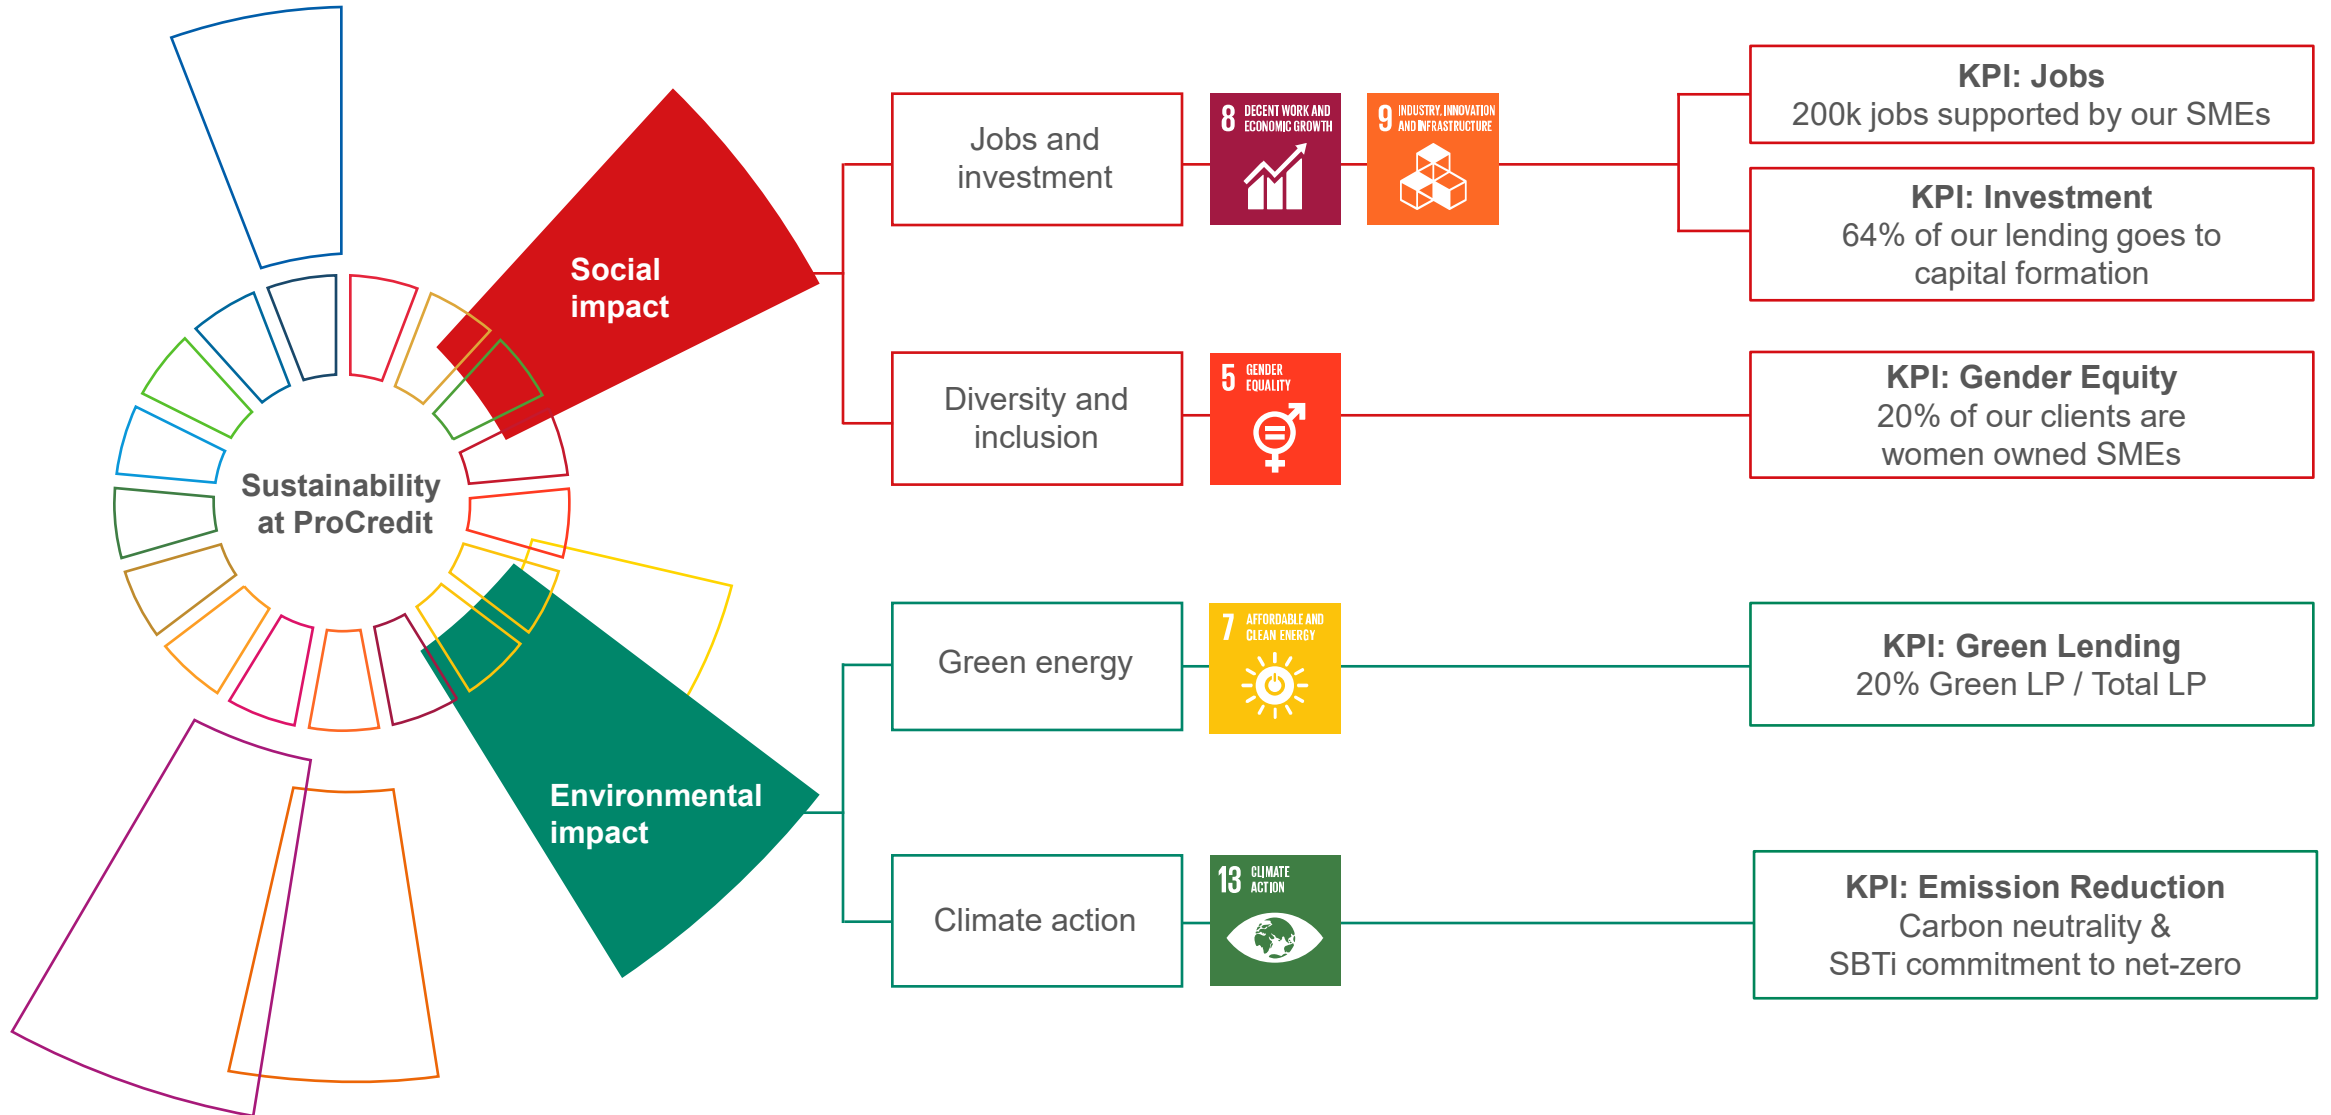 Sustainability
at ProCredit
Social
impact
Jobs and
investment
8 DECENT WORK AND
ECONOMIC GROWTH
9 INDUSTRY, INNOVATION
AND INFRASTRUCTURE
KPI: Jobs
200k jobs supported by our SMEs
KPI: Investment
64% of our lending goes to
capital formation
Diversity and
inclusion
5 GENDER
EQUALITY
KPI: Gender Equity
20% of our clients are
women owned SMEs
Environmental
impact
Green energy
7 AFFORDABLE AND
CLEAN ENERGY
KPI: Green Lending
20% Green LP / Total LP
Climate action
13 CLIMATE
ACTION
KPI: Emission Reduction
Carbon neutrality &
SBTi commitment to net-zero